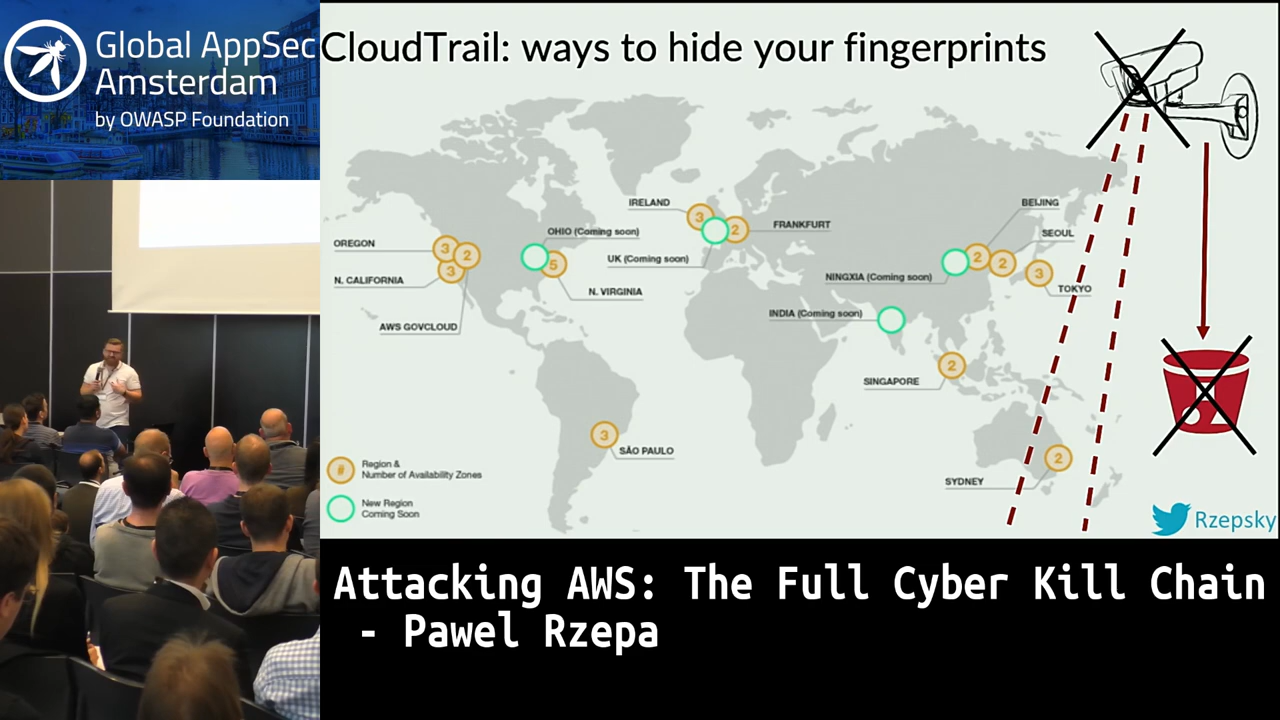 Global AppSec
Amsterdam
by OWASP Foundation
CloudTrail: ways to hide your fingerprints
IRELAND
3
2
FRANKFURT
BEIJING
SEOUL
OHIO (Coming soon)
OREGON
3
2
5
UK (Coming soon)
2
2
NINGXIA (Coming soon)
3
TOKYO
N. CALIFORNIA
3
N. VIRGINIA
AWS GOVCLOUD
INDIA (Coming soon)
2
SINGAPORE
3
SÃO PAULO
2
SYDNEY
#
Region &
Number of Availability Zones
New Region
Coming Soon
Rzepsky
Attacking AWS: The Full Cyber Kill Chain
- Pawel Rzepa